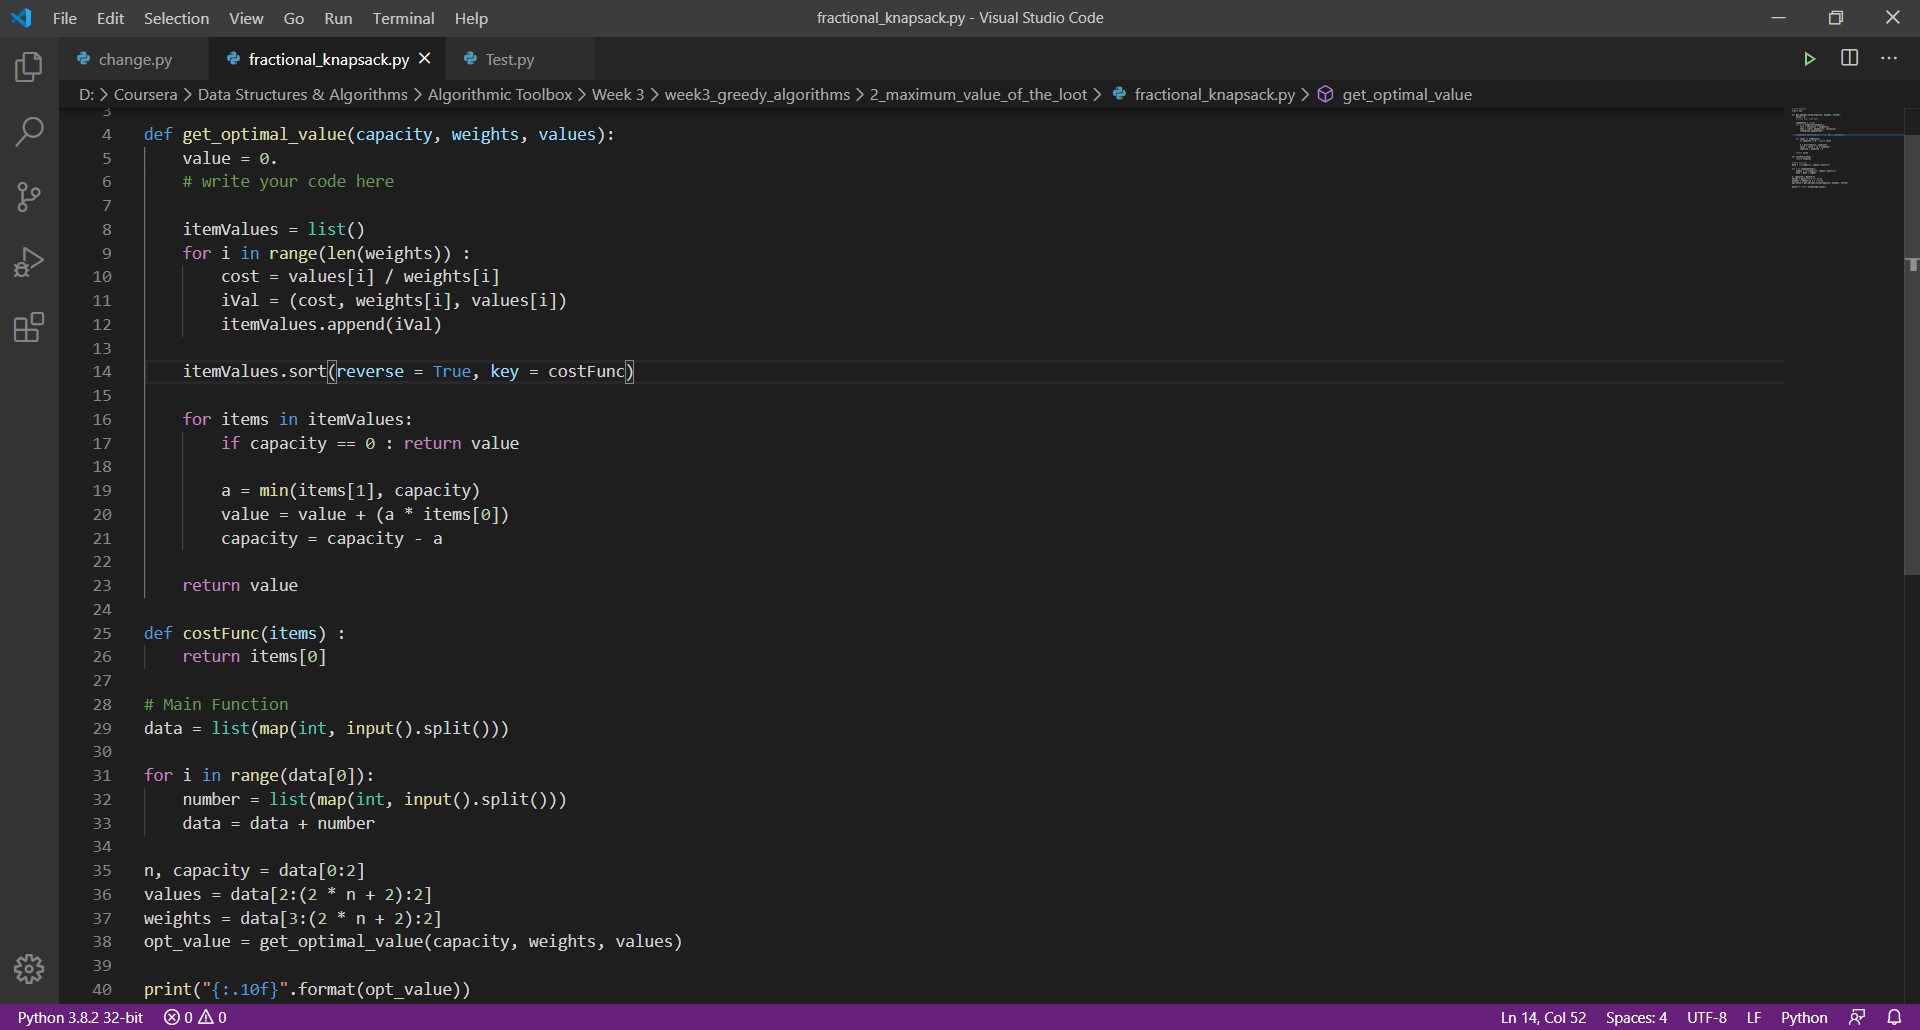 File Edit Selection View Go Run Terminal Help
fractional_knapsack.py - Visual Studio Code
change.py fractional_knapsack.py Test.py
D: > Coursera > Data Structures & Algorithms > Algorithmic Toolbox > Week 3 > week3_greedy_algorithms > 2_maximum_value_of_the_loot > fractional_knapsack.py > get_optimal_value
3
4 def get_optimal_value(capacity, weights, values):
5     value = 0.
6     # write your code here
7
8     itemValues = list()
9     for i in range(len(weights)) :
10         cost = values[i] / weights[i]
11         iVal = (cost, weights[i], values[i])
12         itemValues.append(iVal)
13
14     itemValues.sort(reverse = True, key = costFunc)
15
16     for items in itemValues:
17         if capacity == 0 : return value
18
19         a = min(items[1], capacity)
20         value = value + (a * items[0])
21         capacity = capacity - a
22
23     return value
24
25 def costFunc(items) :
26     return items[0]
27
28 # Main Function
29 data = list(map(int, input().split()))
30
31 for i in range(data[0]):
32     number = list(map(int, input().split()))
33     data = data + number
34
35 n, capacity = data[0:2]
36 values = data[2:(2 * n + 2):2]
37 weights = data[3:(2 * n + 2):2]
38 opt_value = get_optimal_value(capacity, weights, values)
39
40 print("{:.10f}".format(opt_value))
Python 3.8.2 32-bit 0 0 Ln 14, Col 52 Spaces: 4 UTF-8 LF Python